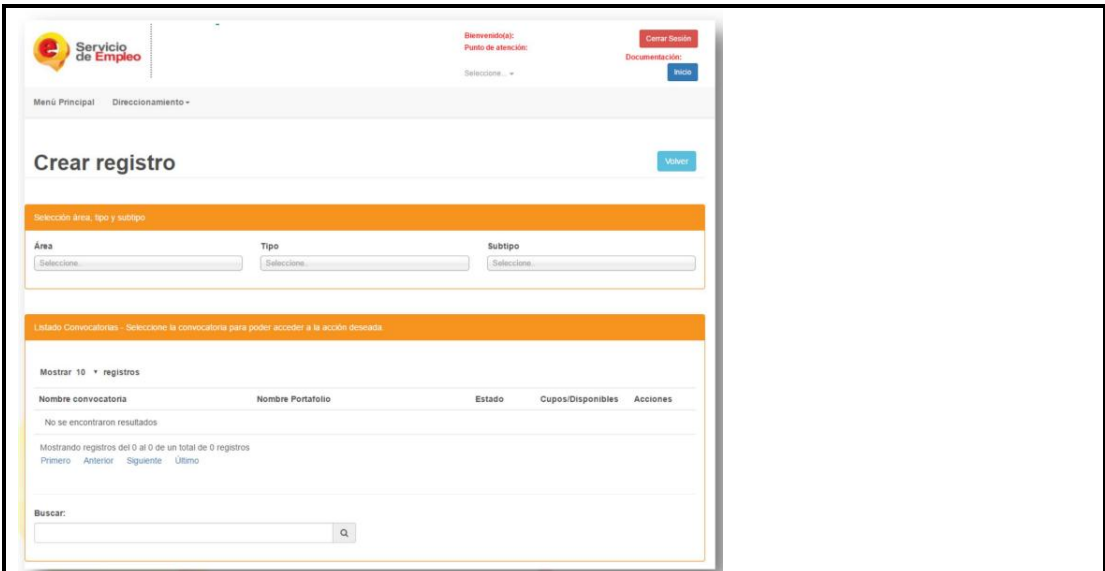 Servicio
de Empleo
Bienvenido(a):
Punto de atención:
Seleccione...
Cerrar Sesión
Documentación:
Inicio
Menú Principal Direccionamiento
Crear registro
Volver
Selección área, tipo y subtipo
Área Tipo Subtipo
Seleccione.. Seleccione.. Seleccione..
Listado Convocatorias - Seleccione la convocatoria para poder acceder a la acción deseada.
Mostrar 10 registros
Nombre convocatoria Nombre Portafolio Estado Cupos/Disponibles Acciones
No se encontraron resultados
Mostrando registros del 0 al 0 de un total de 0 registros
Primero Anterior Siguiente Último
Buscar: